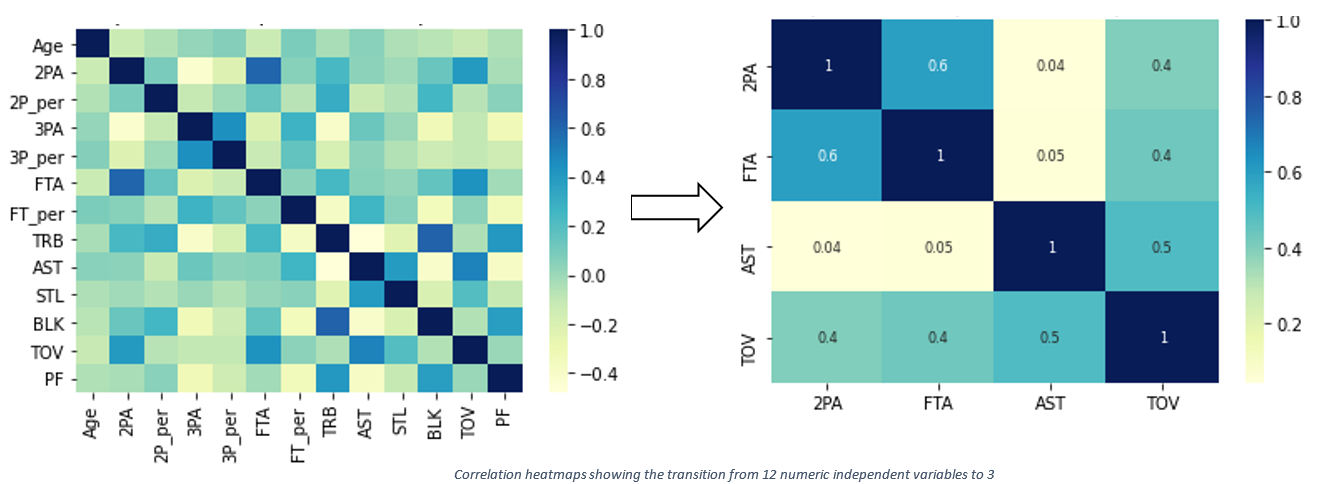 Age
2PA
2P_per
3PA
3P_per
FTA
FT_per
TRB
AST
STL
BLK
TOV
PF
Age
2PA
2P_per
3PA
3P_per
FTA
FT_per
TRB
AST
STL
BLK
TOV
PF
1.0
0.8
0.6
0.4
0.2
0.0
−0.2
−0.4
2PA
1 0.6 0.04 0.4
FTA
0.6 1 0.05 0.4
AST
0.04 0.05 1 0.5
TOV
0.4 0.4 0.5 1
2PA FTA AST TOV
1.0
0.8
0.6
0.4
0.2
Correlation heatmaps showing the transition from 12 numeric independent variables to 3